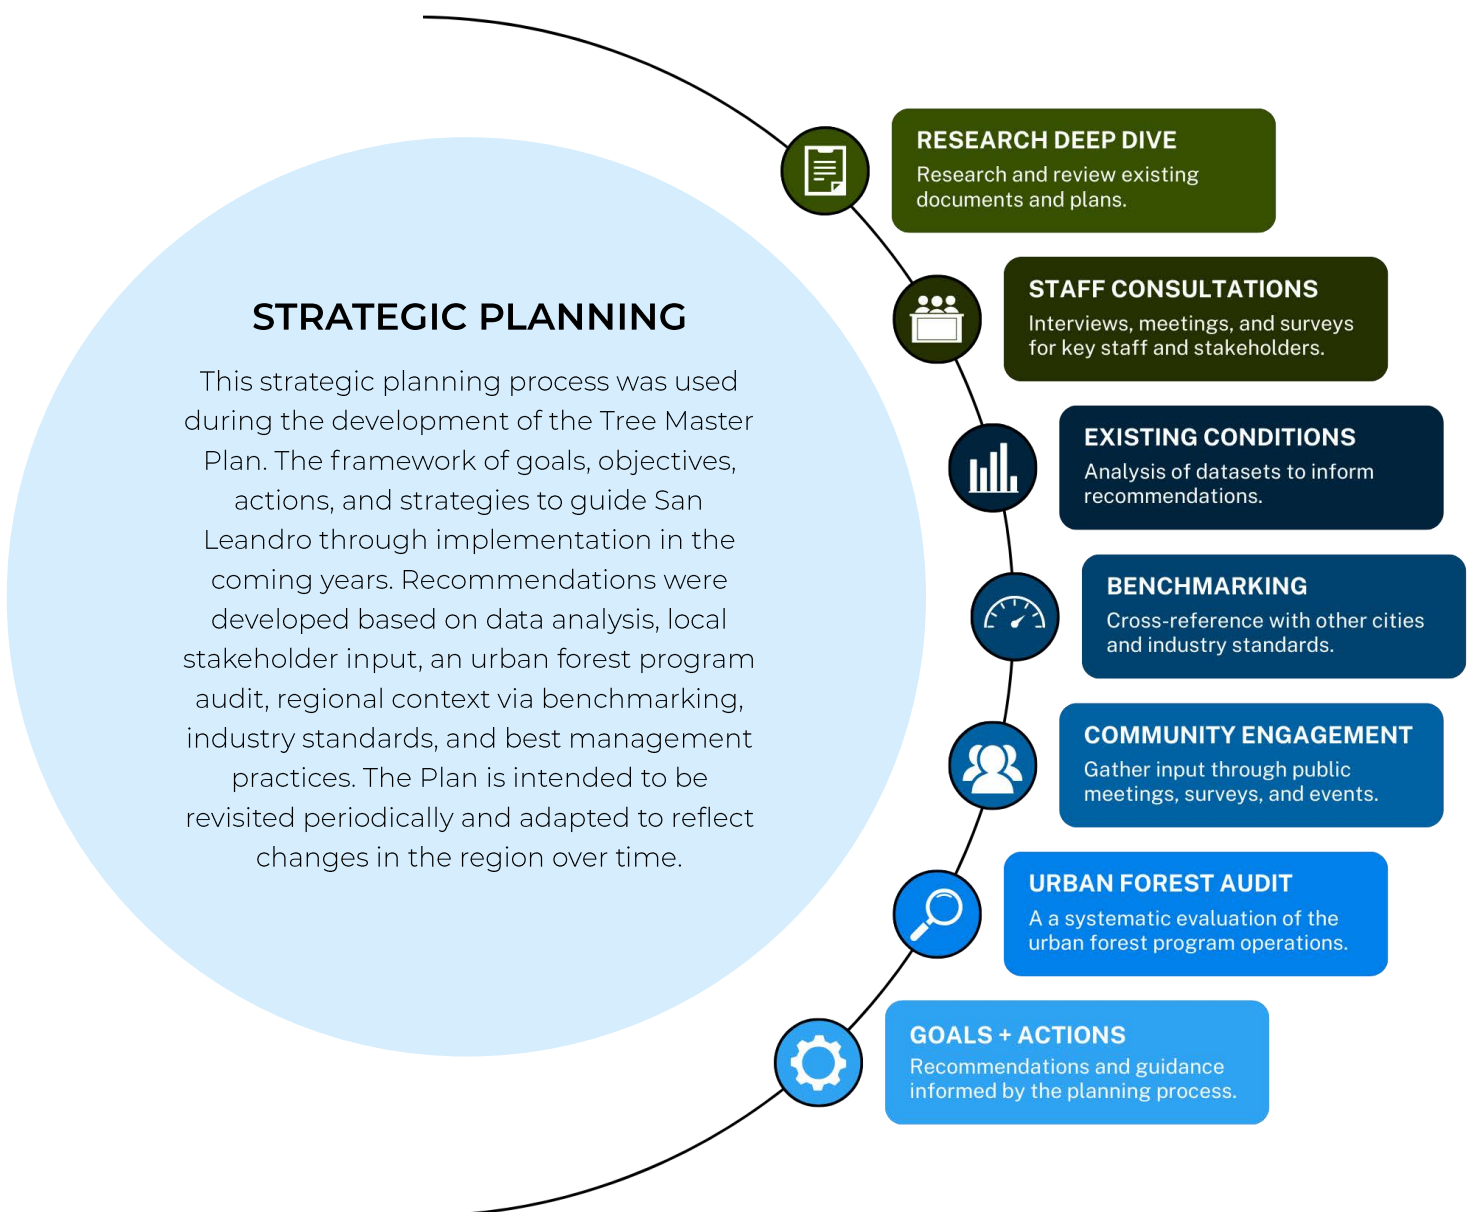 STRATEGIC PLANNING
This strategic planning process was used
during the development of the Tree Master
Plan. The framework of goals, objectives,
actions, and strategies to guide San
Leandro through implementation in the
coming years. Recommendations were
developed based on data analysis, local
stakeholder input, an urban forest program
audit, regional context via benchmarking,
industry standards, and best management
practices. The Plan is intended to be
revisited periodically and adapted to reflect
changes in the region over time.
RESEARCH DEEP DIVE
Research and review existing
documents and plans.
STAFF CONSULTATIONS
Interviews, meetings, and surveys
for key staff and stakeholders.
EXISTING CONDITIONS
Analysis of datasets to inform
recommendations.
BENCHMARKING
Cross-reference with other cities
and industry standards.
COMMUNITY ENGAGEMENT
Gather input through public
meetings, surveys, and events.
URBAN FOREST AUDIT
A a systematic evaluation of the
urban forest program operations.
GOALS + ACTIONS
Recommendations and guidance
informed by the planning process.